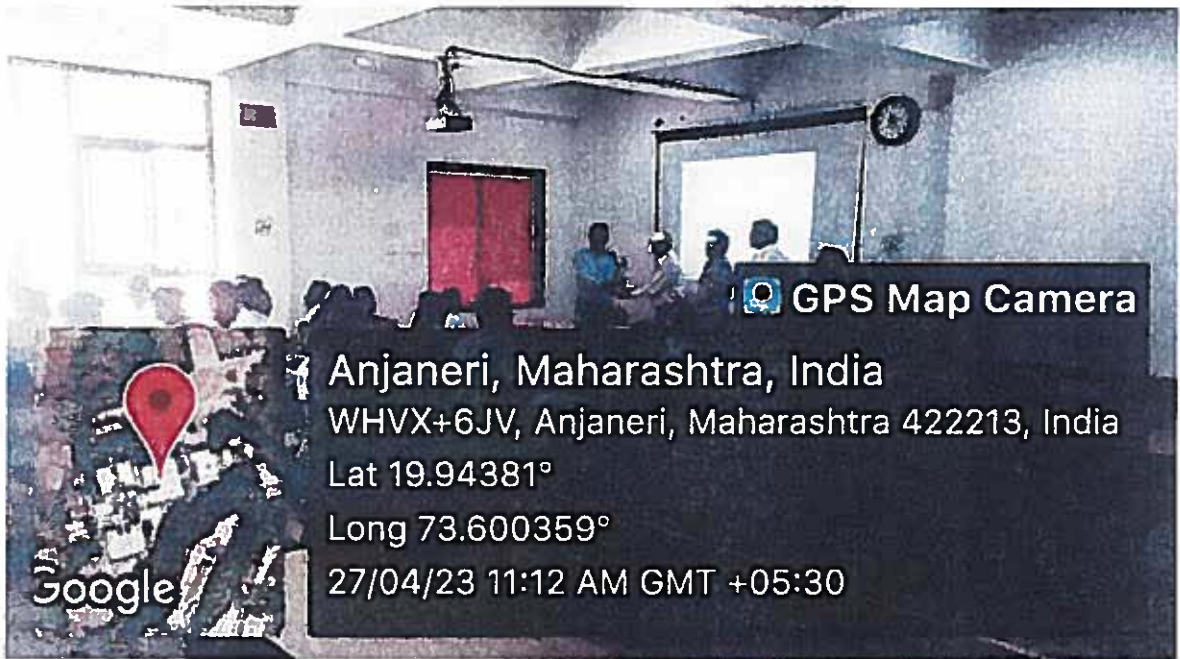 GPS Map Camera
Anjaneri, Maharashtra, India
WHVX+6JV, Anjaneri, Maharashtra 422213, India
Lat 19.94381°
Long 73.600359°
27/04/23 11:12 AM GMT +05:30
Google